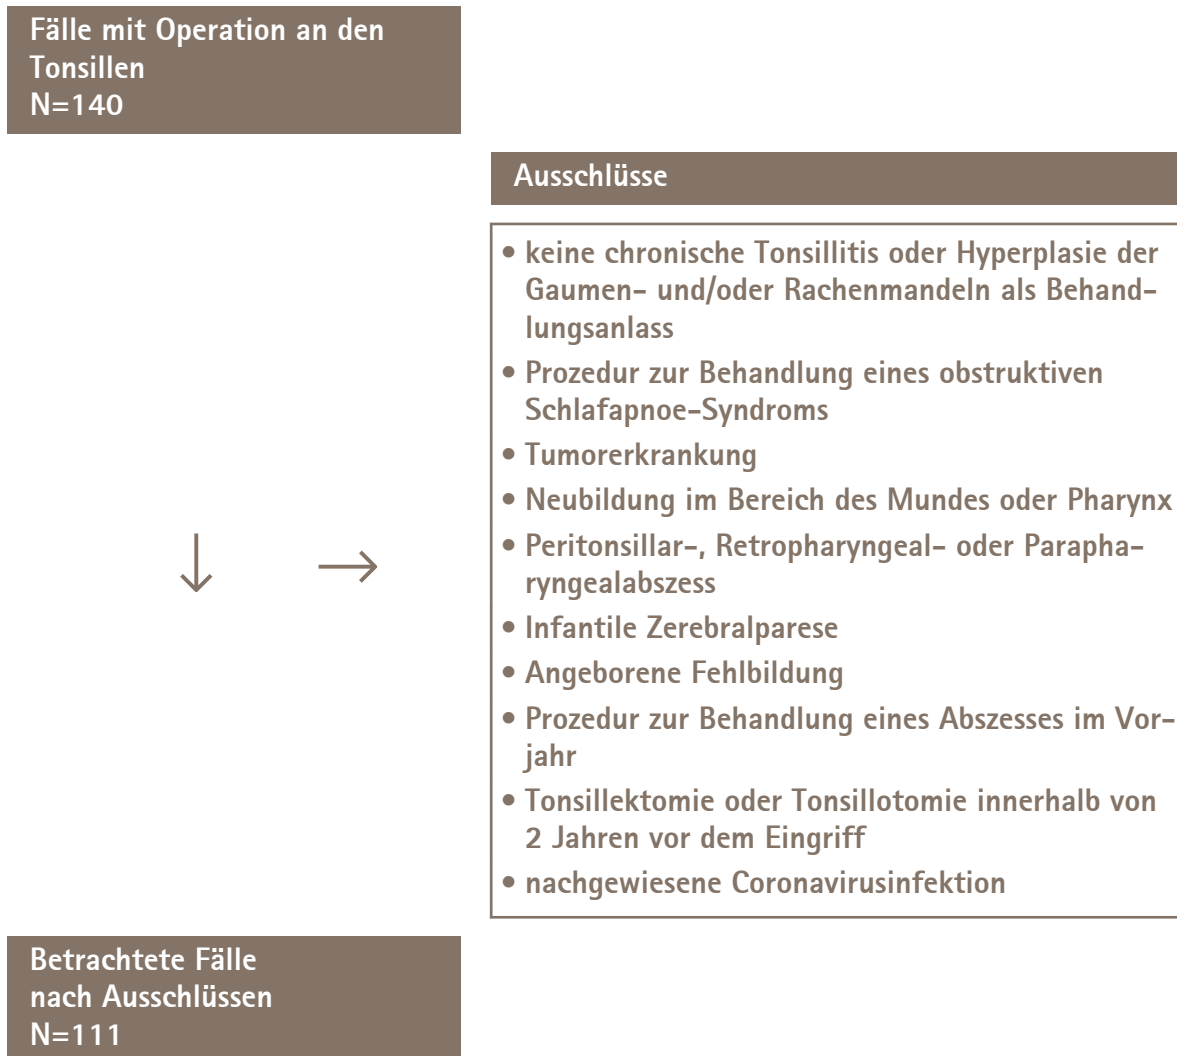 Fälle mit Operation an den
Tonsillen
N=140
Ausschlüsse
• keine chronische Tonsillitis oder Hyperplasie der
Gaumen- und/oder Rachenmandeln als Behand-
lungsanlass
• Prozedur zur Behandlung eines obstruktiven
Schlafapnoe-Syndroms
• Tumorerkrankung
• Neubildung im Bereich des Mundes oder Pharynx
• Peritonsillar-, Retropharyngeal- oder Parapha-
ryngealabszess
• Infantile Zerebralparese
• Angeborene Fehlbildung
• Prozedur zur Behandlung eines Abszesses im Vor-
jahr
• Tonsillektomie oder Tonsillotomie innerhalb von
2 Jahren vor dem Eingriff
• nachgewiesene Coronavirusinfektion
Betrachtete Fälle
nach Ausschlüssen
N=111